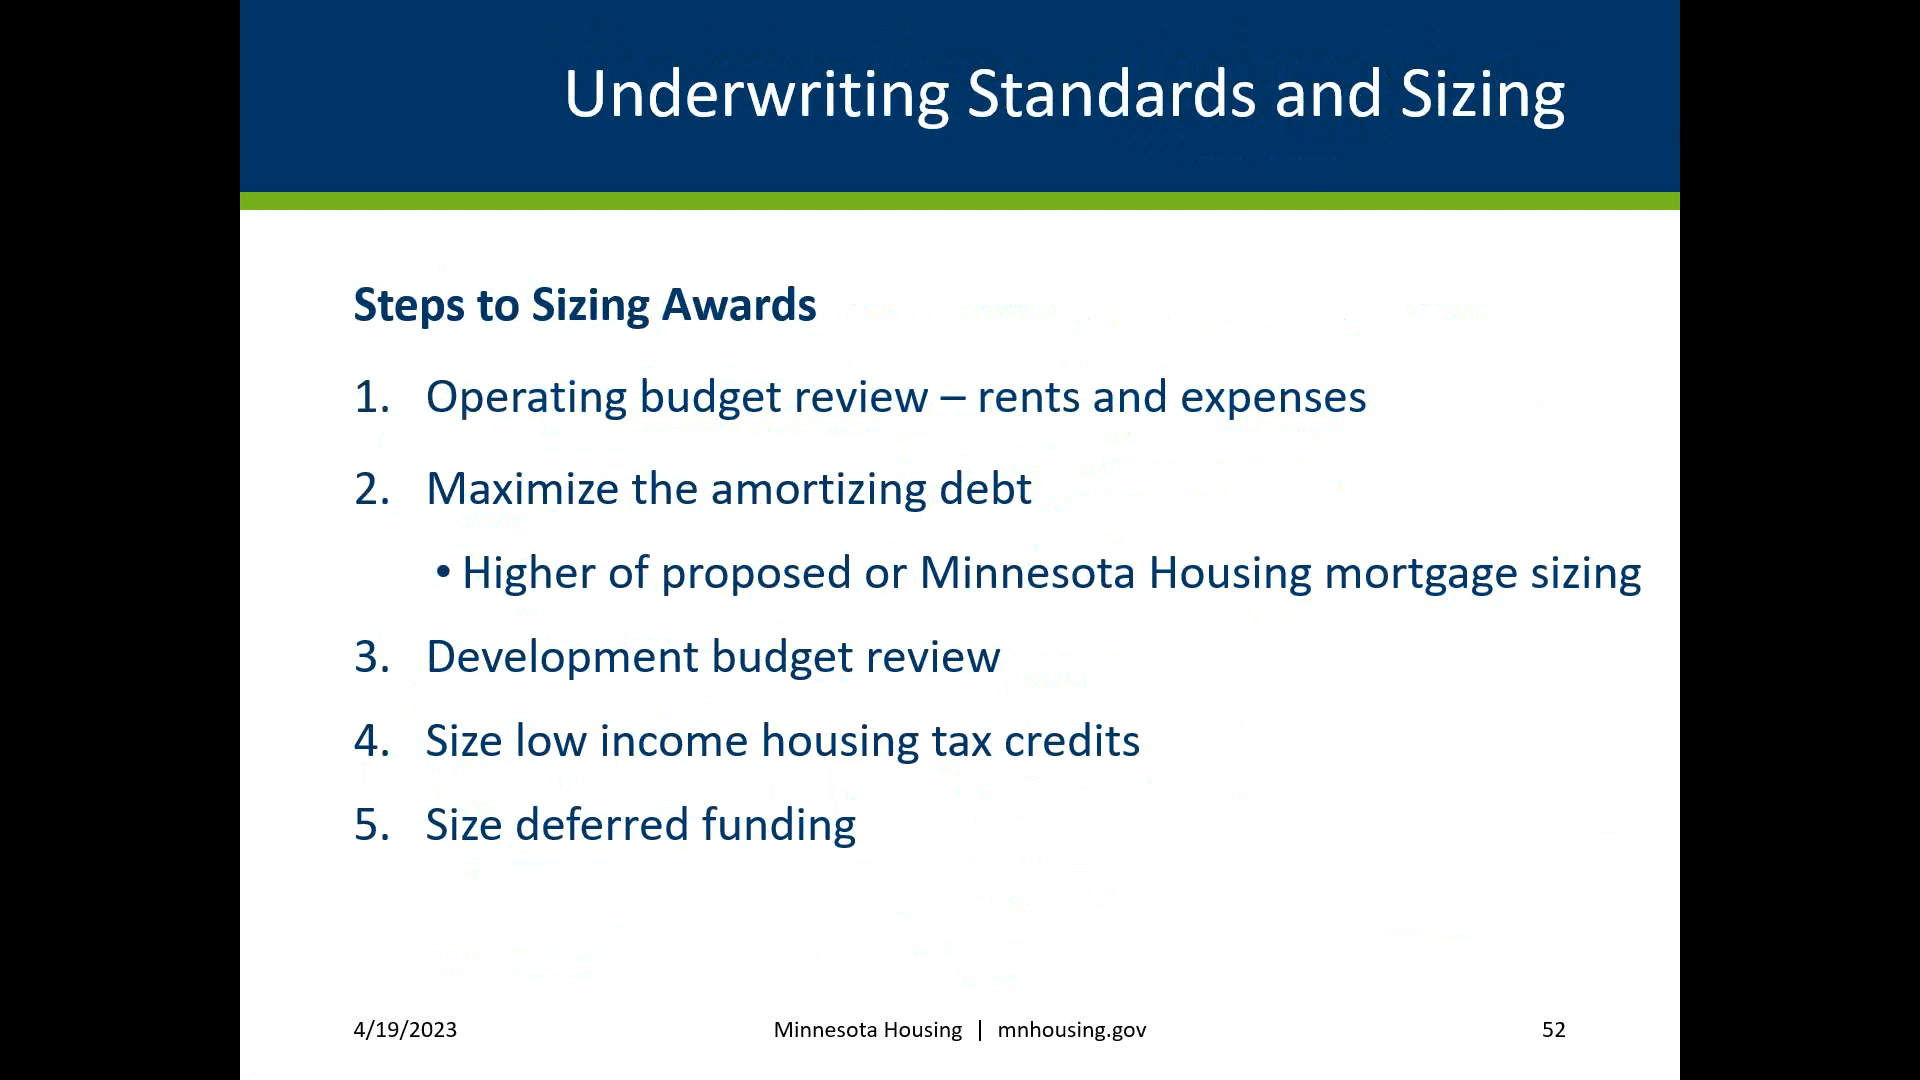 Underwriting Standards and Sizing
Steps to Sizing Awards
1. Operating budget review – rents and expenses
2. Maximize the amortizing debt
• Higher of proposed or Minnesota Housing mortgage sizing
3. Development budget review
4. Size low income housing tax credits
5. Size deferred funding
4/19/2023 Minnesota Housing | mnhousing.gov 52